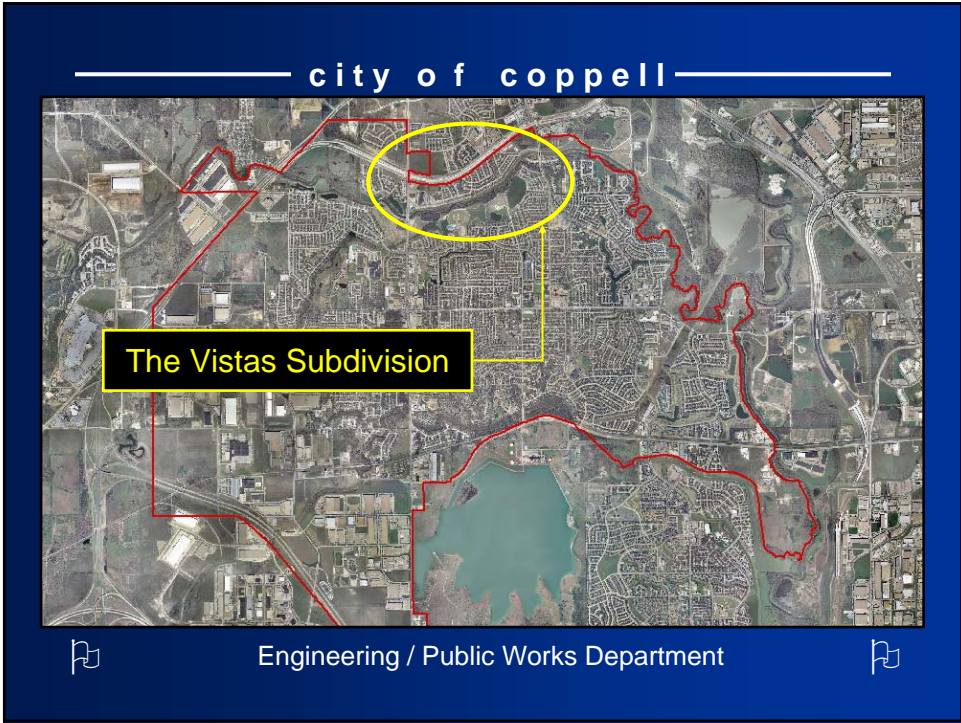 city of coppell
The Vistas Subdivision
Engineering / Public Works Department